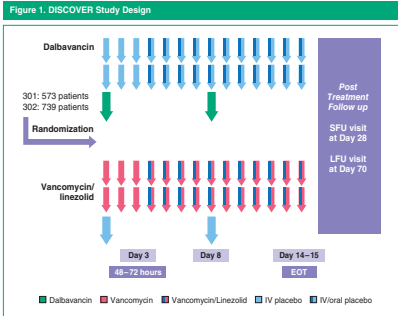 Figure 1. DISCOVER Study Design
Dalbavancin
301: 573 patients
302: 739 patients
Randomization
Vancomycin/
linezolid
Post
Treatment
Follow up
SFU visit
at Day 28
LFU visit
at Day 70
Day 3
Day 8
Day 14–15
48–72 hours
EOT
Dalbavancin
Vancomycin
Vancomycin/Linezolid
IV placebo
IV/oral placebo